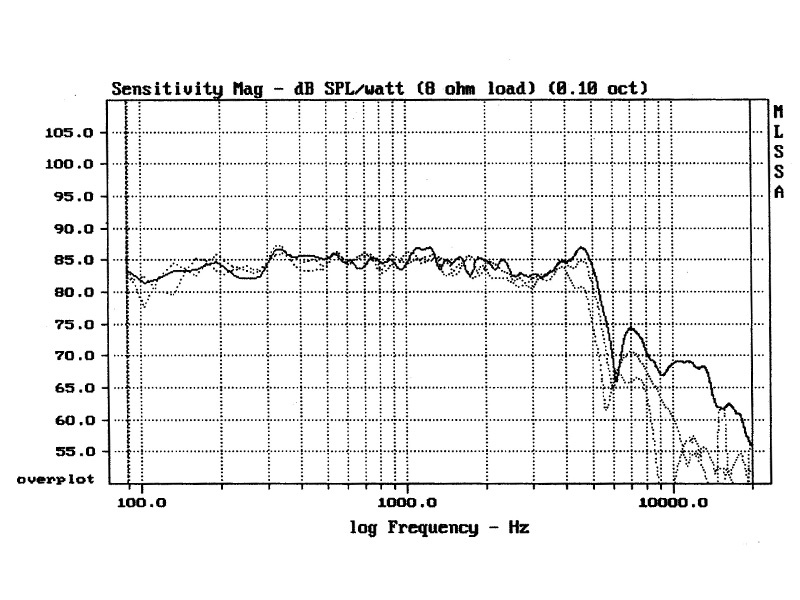 Sensitivity Mag - dB SPL/watt (8 ohm load) (0.10 oct)
105.0
100.0
95.0
90.0
85.0
80.0
75.0
70.0
65.0
60.0
55.0
overplot
M
L
S
S
A
100.0 1000.0 10000.0
log Frequency - Hz